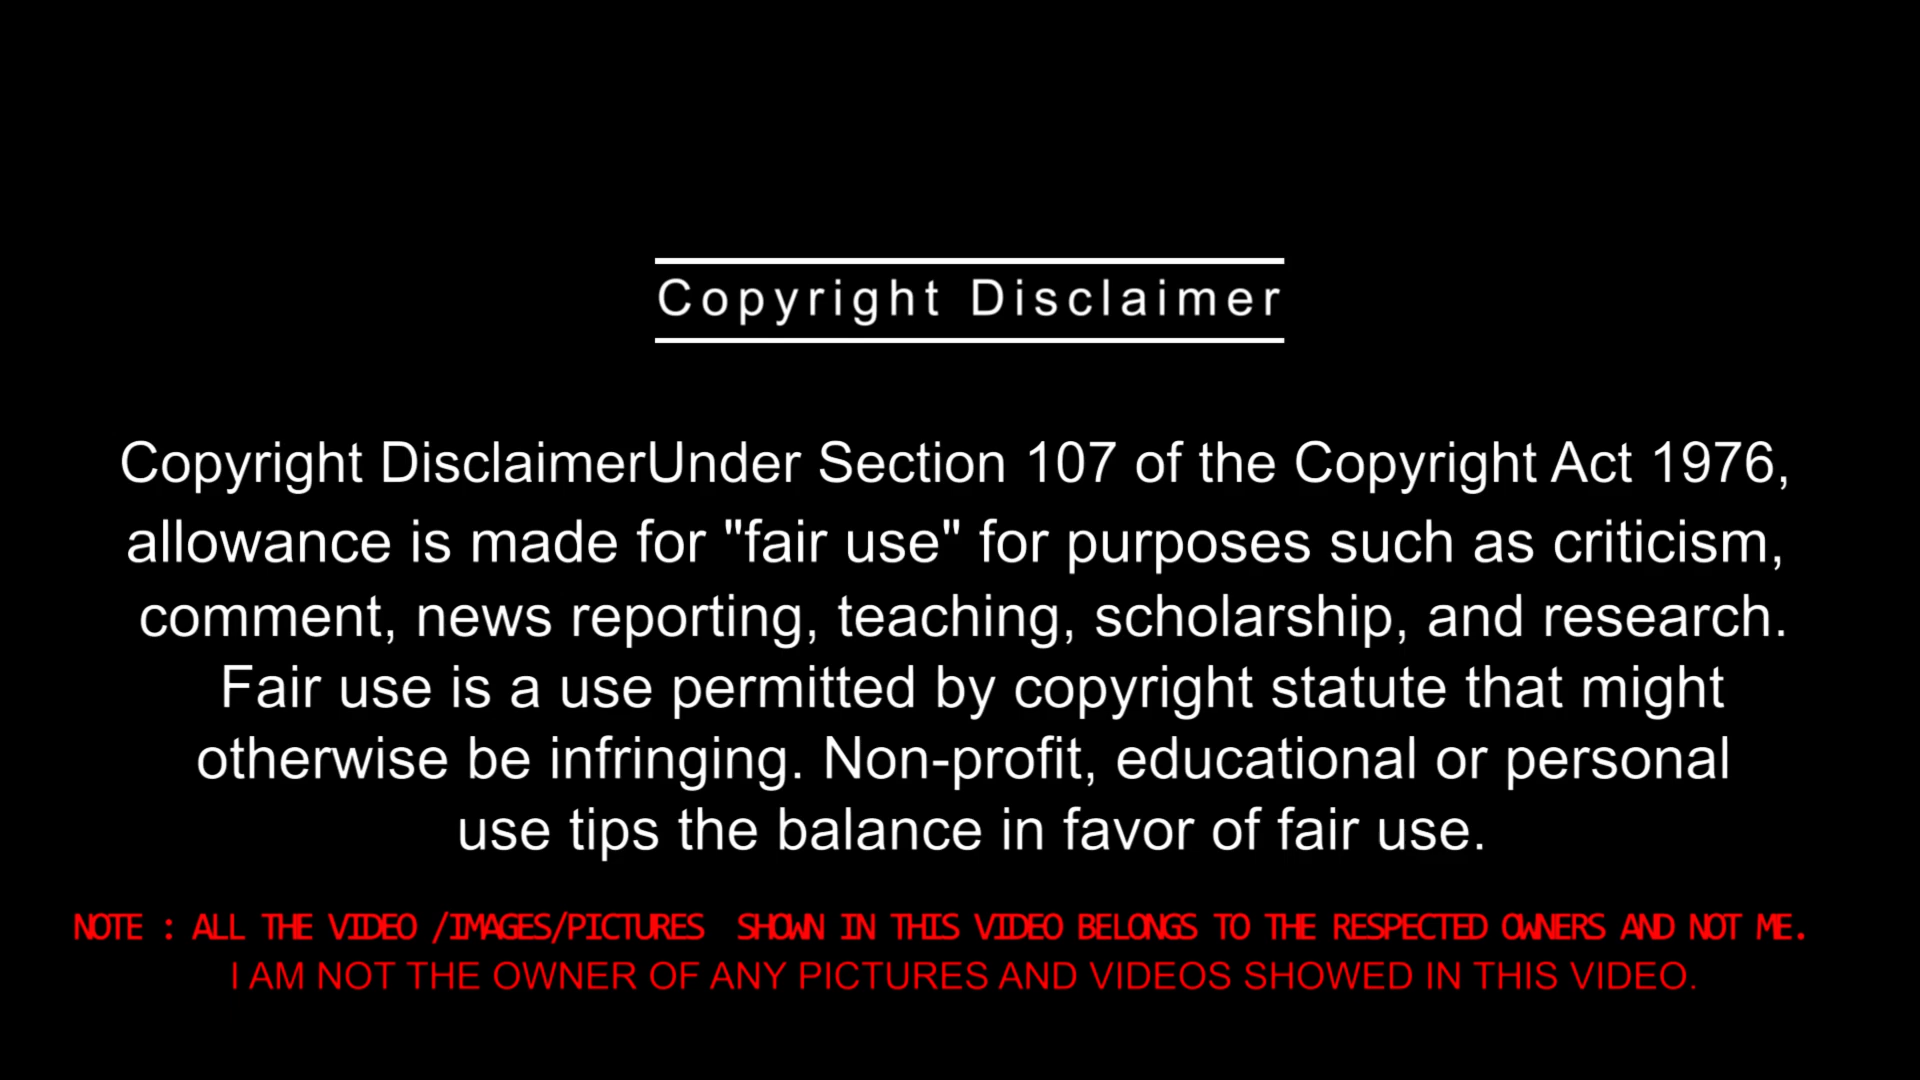 Copyright Disclaimer
Copyright DisclaimerUnder Section 107 of the Copyright Act 1976,
allowance is made for "fair use" for purposes such as criticism,
comment, news reporting, teaching, scholarship, and research.
Fair use is a use permitted by copyright statute that might
otherwise be infringing. Non-profit, educational or personal
use tips the balance in favor of fair use.
NOTE : ALL THE VIDEO /IMAGES/PICTURES  SHOWN IN THIS VIDEO BELONGS TO THE RESPECTED OWNERS AND NOT ME.
I AM NOT THE OWNER OF ANY PICTURES AND VIDEOS SHOWED IN THIS VIDEO.